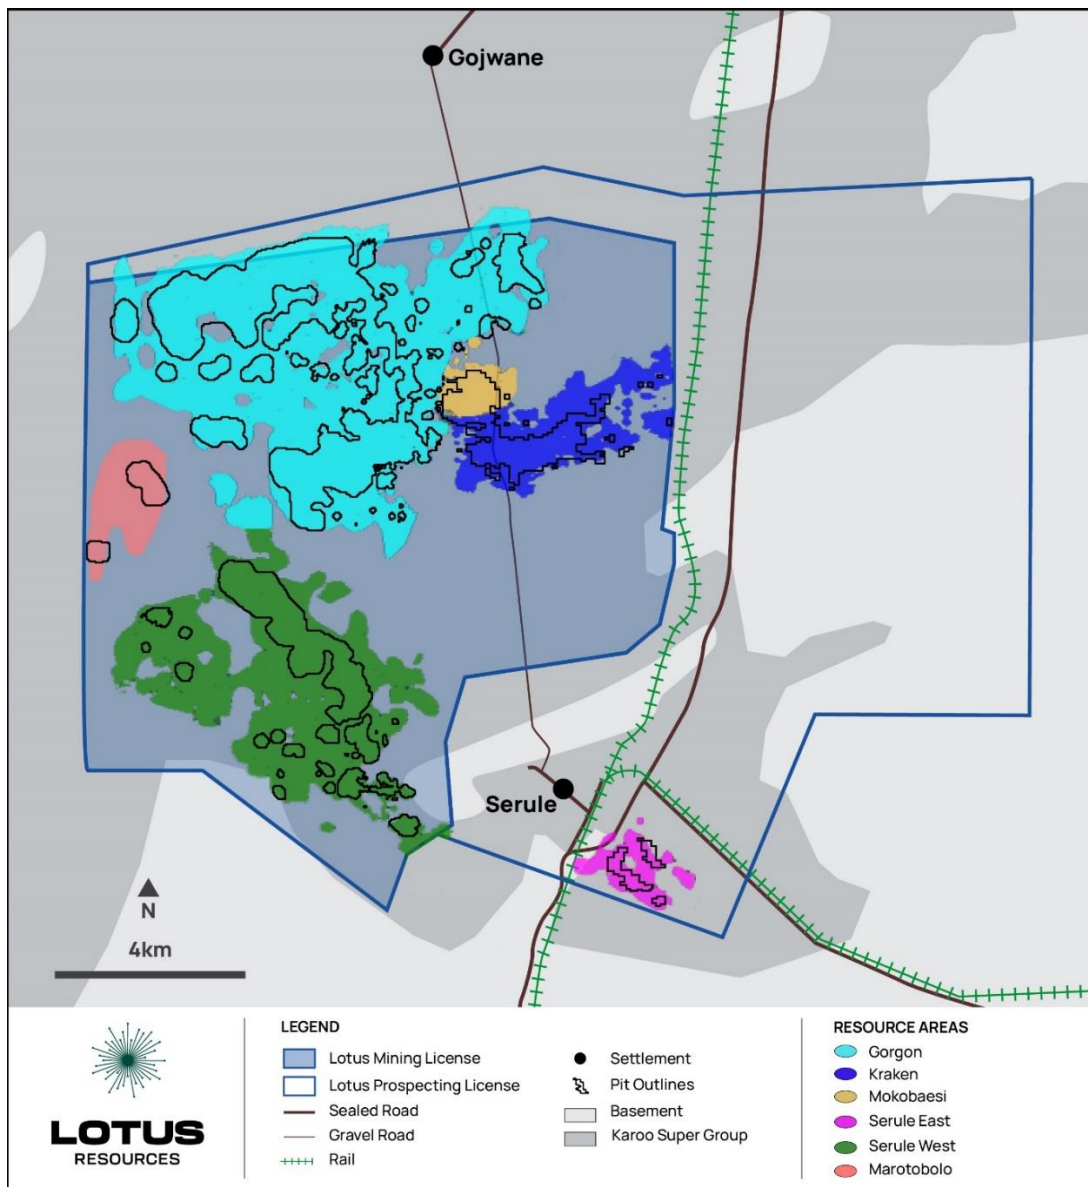 Gojwane
Serule
N
4km
LOTUS
RESOURCES
LEGEND
Lotus Mining License
Lotus Prospecting License
Sealed Road
Gravel Road
Rail
Settlement
Pit Outlines
Basement
Karoo Super Group
RESOURCE AREAS
Gorgon
Kraken
Mokobaesi
Serule East
Serule West
Marotobolo